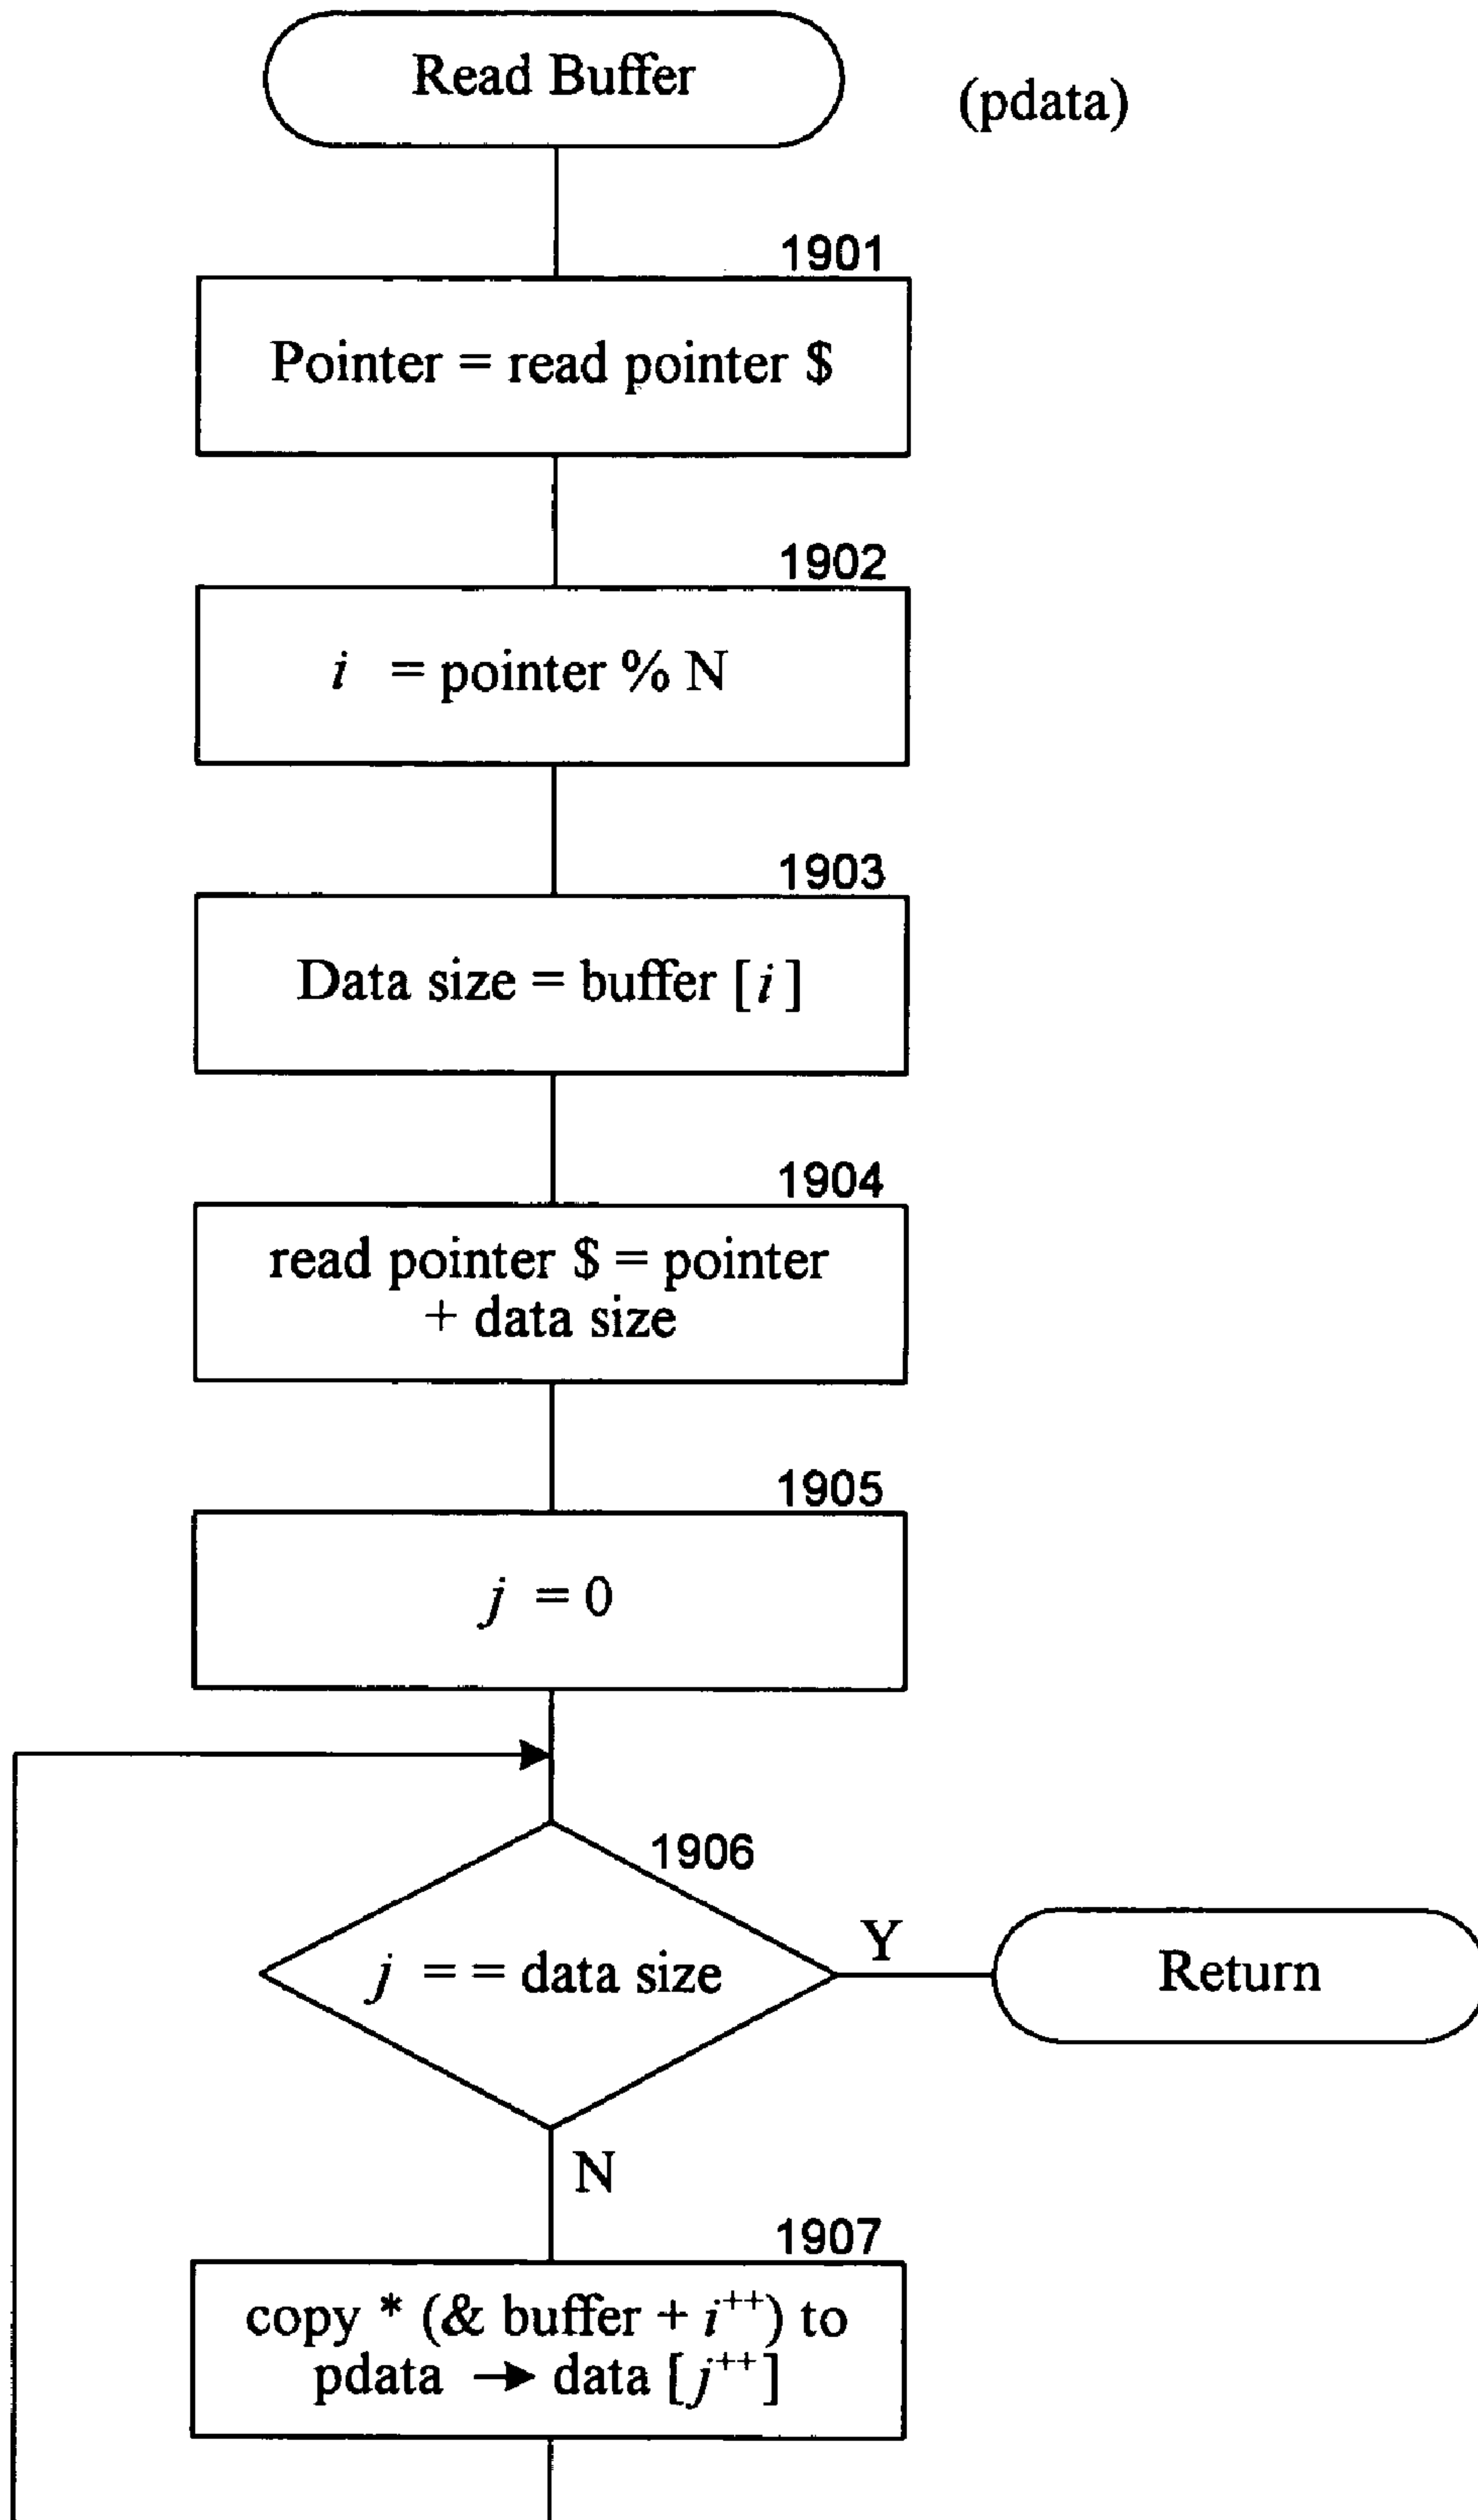 Read Buffer
(pdata)
1901
Pointer = read pointer $
1902
i = pointer % N
1903
Data size = buffer [ i ]
1904
read pointer $ = pointer
+ data size
1905
j = 0
1906
j = = data size
Y
Return
N
1907
copy * (& buffer + i⁺⁺) to
pdata → data [ j⁺⁺ ]